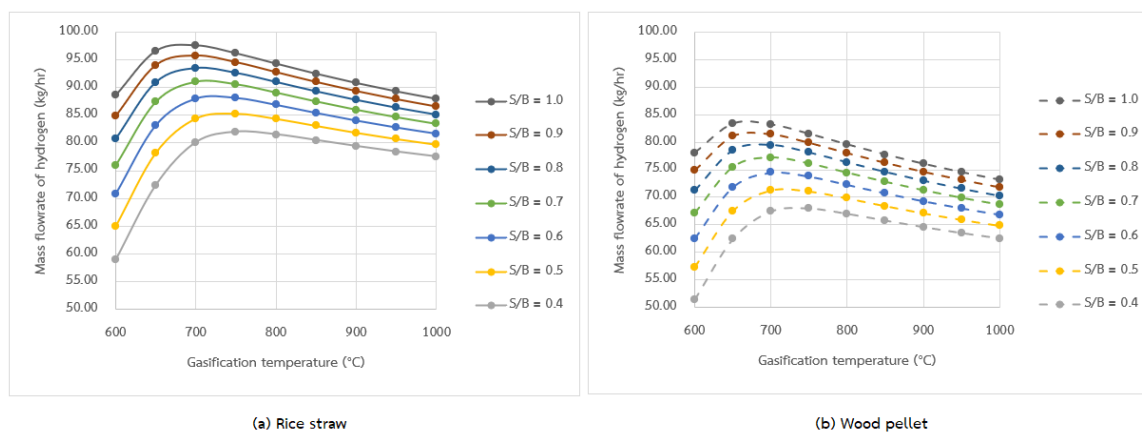 100.00
95.00
90.00
85.00
80.00
75.00
70.00
65.00
60.00
55.00
50.00
Mass flowrate of hydrogen (kg/hr)
600 700 800 900 1000
Gasification temperature (°C)
S/B = 1.0
S/B = 0.9
S/B = 0.8
S/B = 0.7
S/B = 0.6
S/B = 0.5
S/B = 0.4
(a) Rice straw
100.00
95.00
90.00
85.00
80.00
75.00
70.00
65.00
60.00
55.00
50.00
Mass flowrate of hydrogen (kg/hr)
600 700 800 900 1000
Gasification temperature (°C)
S/B = 1.0
S/B = 0.9
S/B = 0.8
S/B = 0.7
S/B = 0.6
S/B = 0.5
S/B = 0.4
(b) Wood pellet